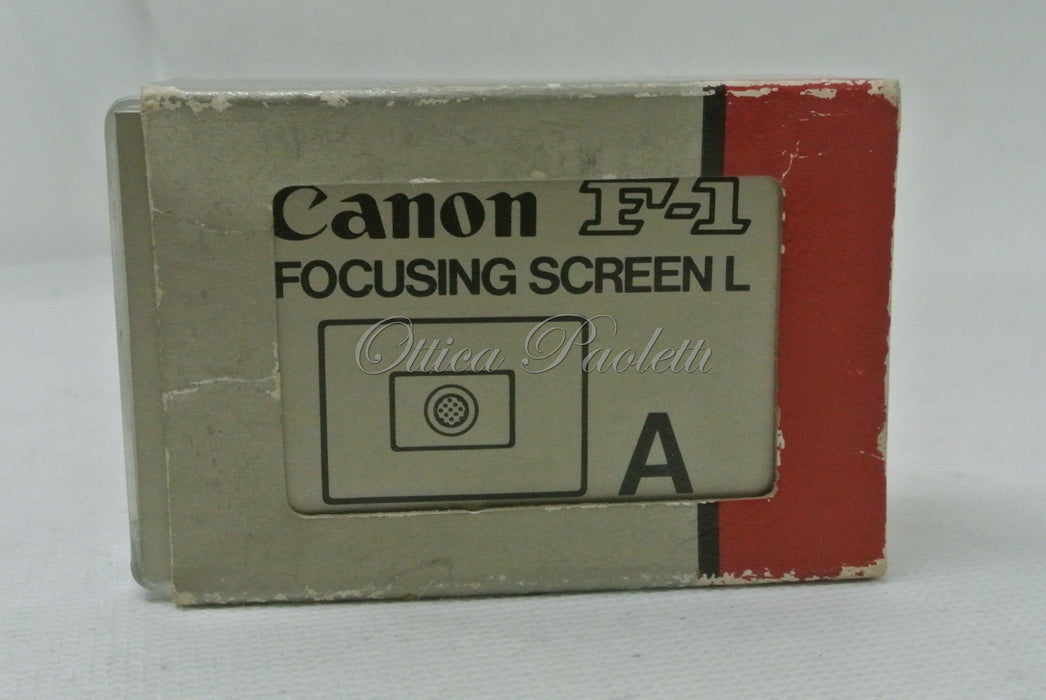 Canon F-1
FOCUSING SCREEN L
Ottica Paoletti
A